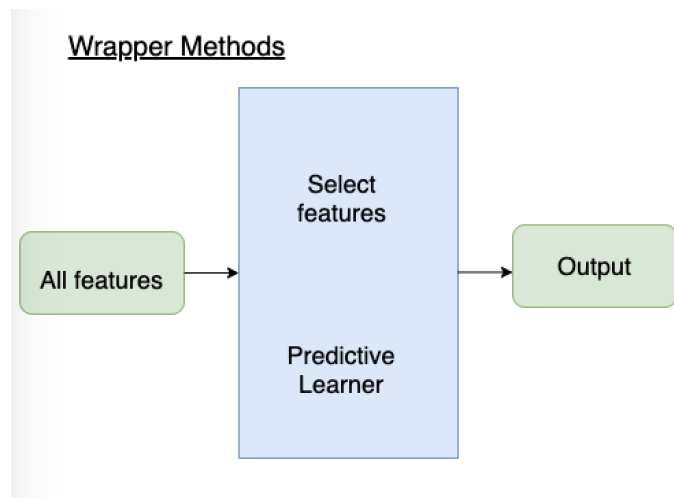 Wrapper Methods
Select
features
All features
Output
Predictive
Learner